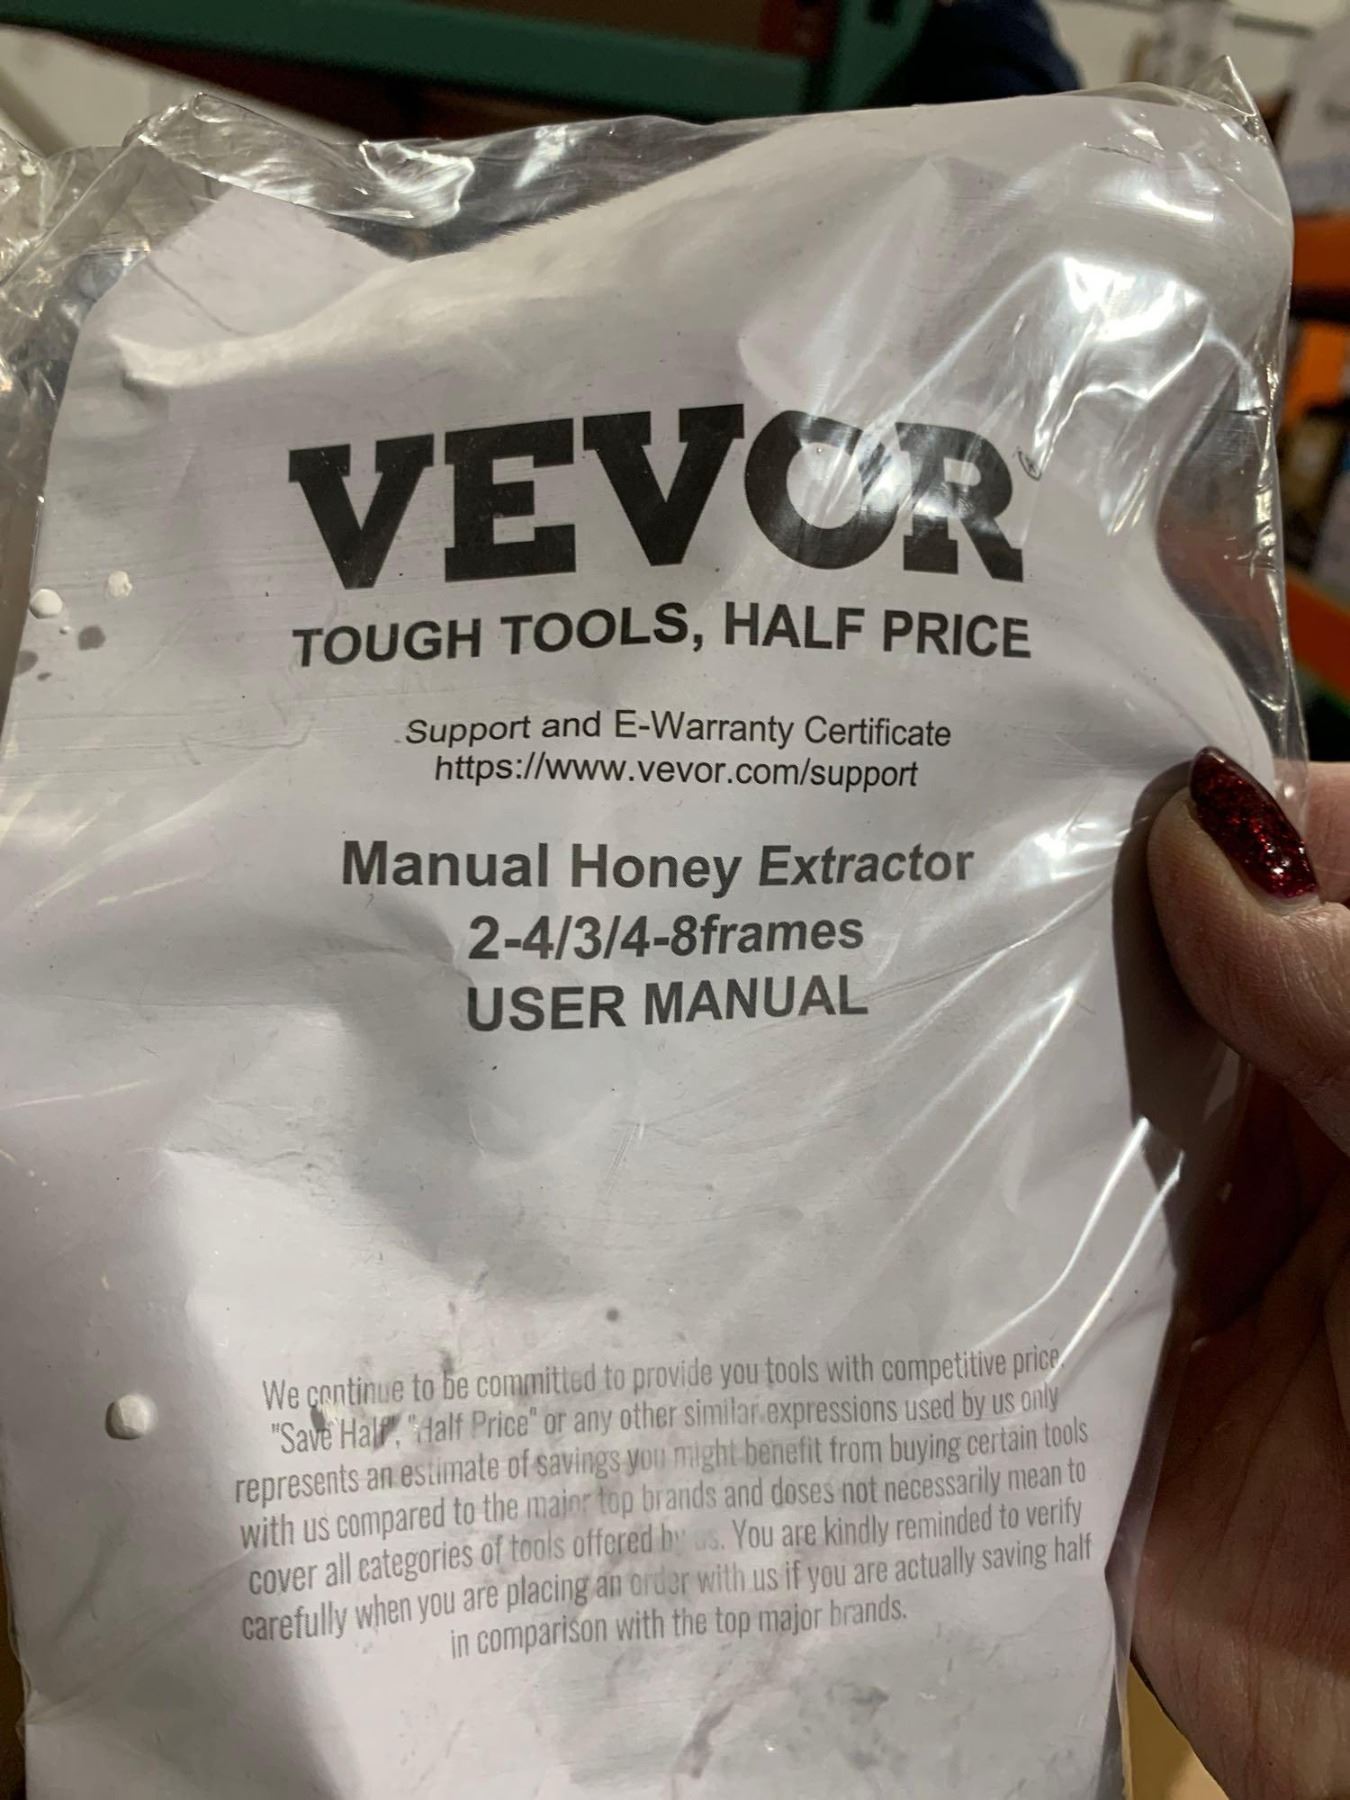 VEVOR®
TOUGH TOOLS, HALF PRICE
Support and E-Warranty Certificate
https://www.vevor.com/support
Manual Honey Extractor
2-4/3/4-8frames
USER MANUAL
We continue to be committed to provide you tools with competitive price.
"Save Half", "Half Price" or any other similar expressions used by us only
represents an estimate of savings you might benefit from buying certain tools
with us compared to the major top brands and doses not necessarily mean to
cover all categories of tools offered by us. You are kindly reminded to verify
carefully when you are placing an order with us if you are actually saving half
in comparison with the top major brands.